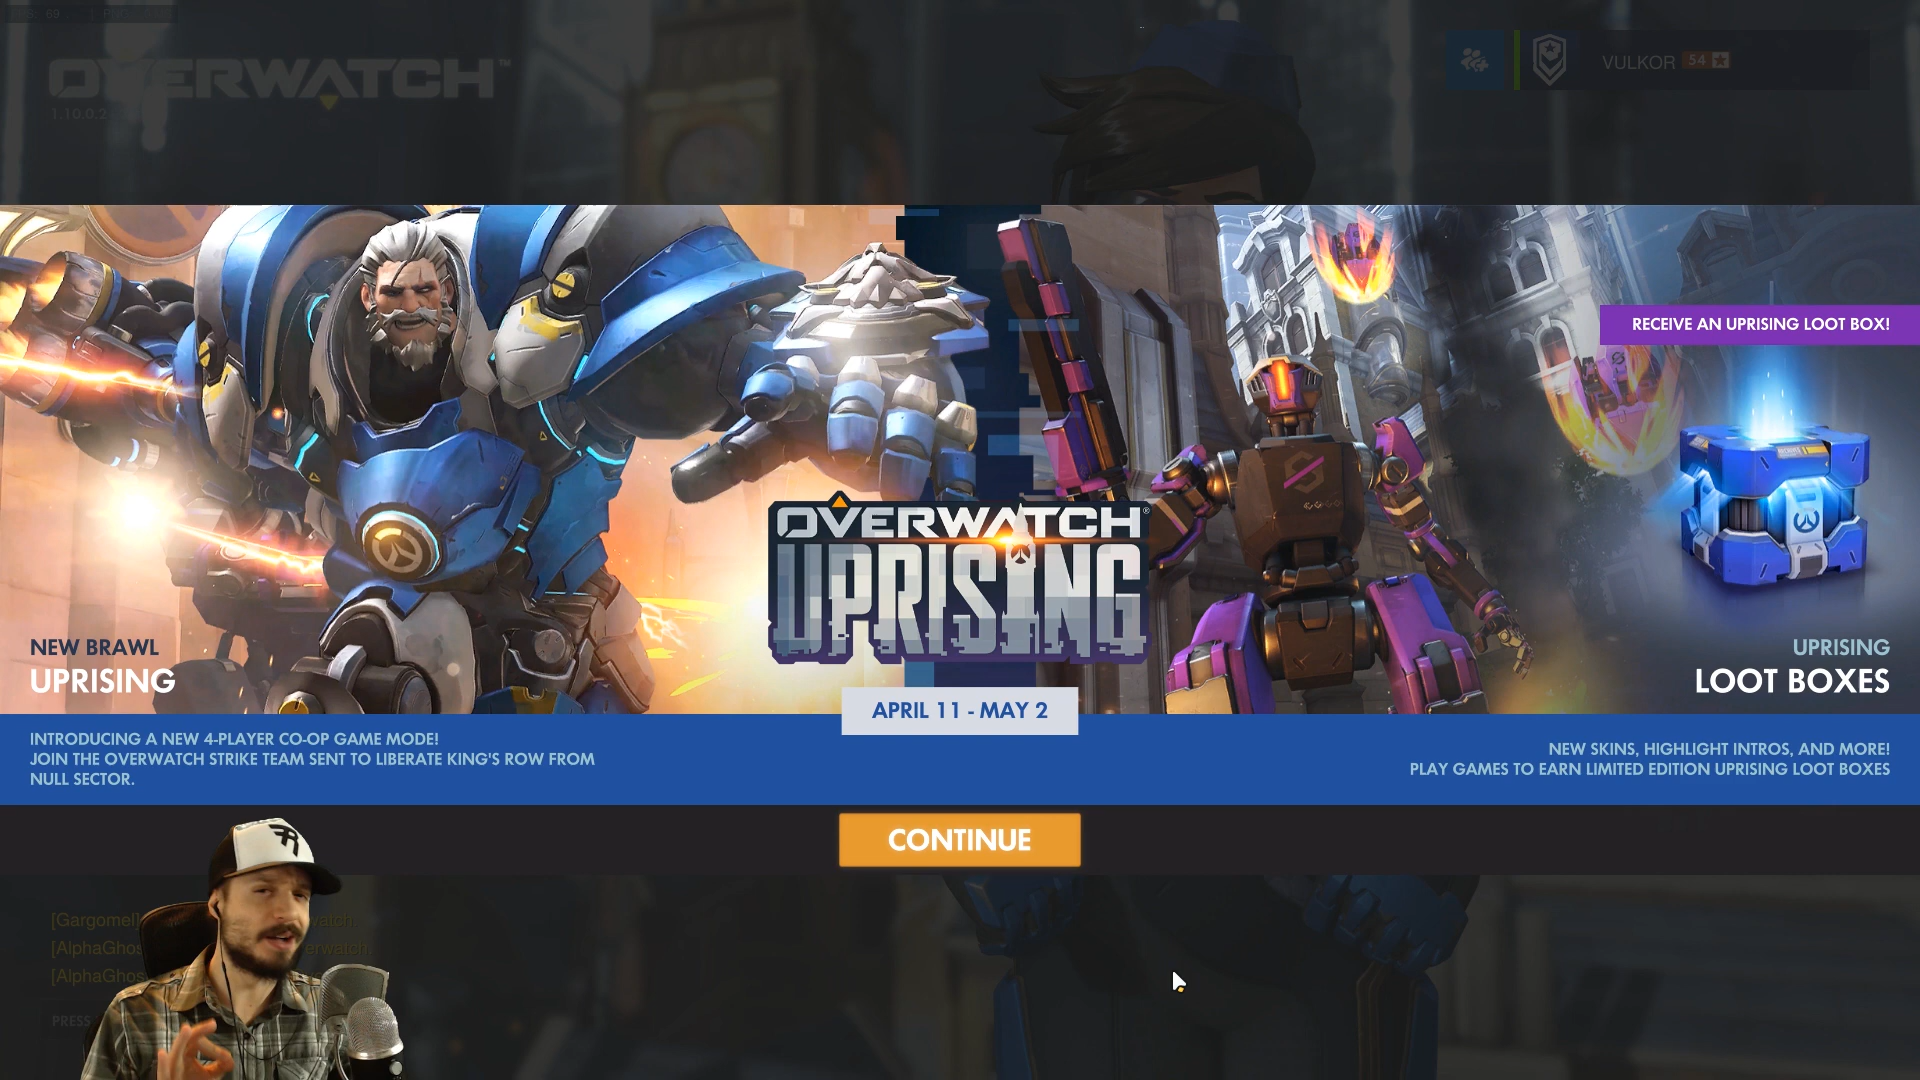 OVERWATCH™
1.10.0.2
VULKOR 54
RECEIVE AN UPRISING LOOT BOX!
OVERWATCH®
UPRISING
NEW BRAWL
UPRISING
UPRISING
LOOT BOXES
APRIL 11 - MAY 2
INTRODUCING A NEW 4-PLAYER CO-OP GAME MODE!
JOIN THE OVERWATCH STRIKE TEAM SENT TO LIBERATE KING'S ROW FROM
NULL SECTOR.
NEW SKINS, HIGHLIGHT INTROS, AND MORE!
PLAY GAMES TO EARN LIMITED EDITION UPRISING LOOT BOXES
CONTINUE
[Gargomel]
[AlphaGhos
[AlphaGhos
PRESS